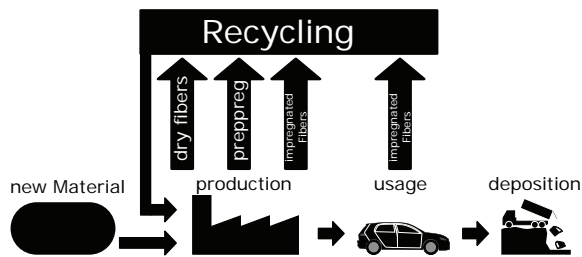 Recycling
dry fibers
preppreg
impregnated
Fibers
impregnated
Fibers
new Material
production
usage
deposition